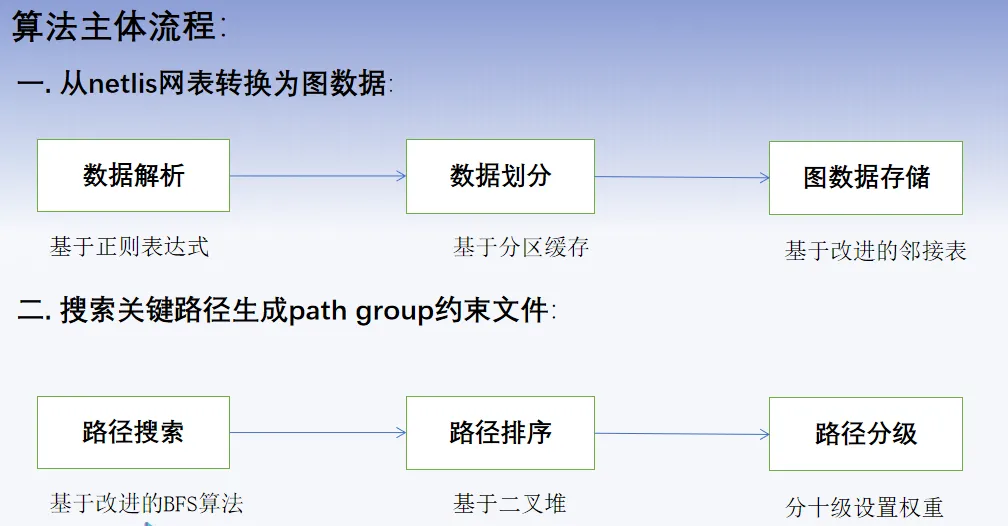 算法主体流程：
一. 从netlis网表转换为图数据:
数据解析
数据划分
图数据存储
基于正则表达式
基于分区缓存
基于改进的邻接表
二. 搜索关键路径生成path group约束文件:
路径搜索
路径排序
路径分级
基于改进的BFS算法
基于二叉堆
分十级设置权重